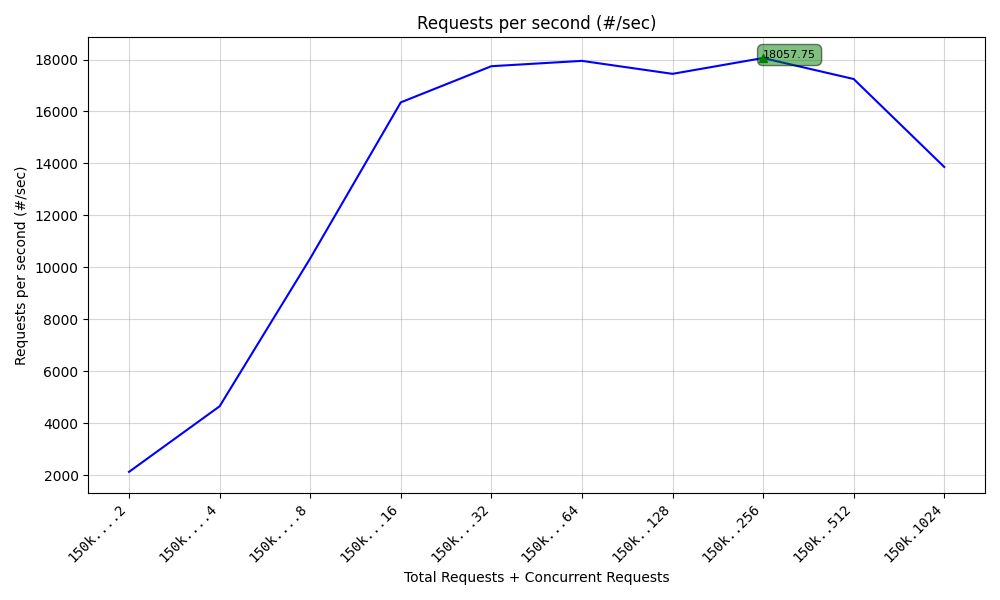 Requests per second (#/sec)
18057.75
Requests per second (#/sec)
18000
16000
14000
12000
10000
8000
6000
4000
2000
150k....2
150k....4
150k....8
150k...16
150k...32
150k...64
150k..128
150k..256
150k..512
150k.1024
Total Requests + Concurrent Requests